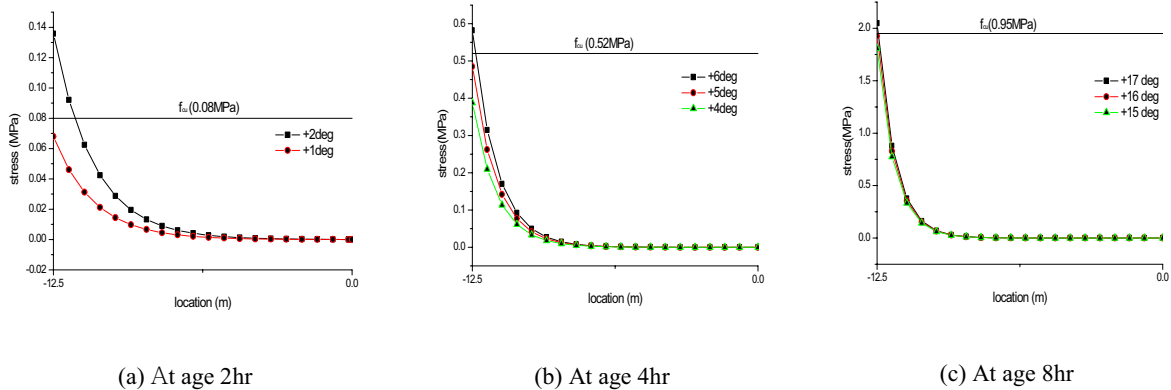 0.14
0.12
0.10
0.08
0.06
0.04
0.02
0.00
-0.02
stress (MPa)
fcu(0.08MPa)
+2deg
+1deg
-12.5
0.0
location (m)
(a) At age 2hr
0.6
0.5
0.4
0.3
0.2
0.1
0.0
stress(MPa)
fcu(0.52MPa)
+6deg
+5deg
+4deg
-12.5
0.0
location (m)
(b) At age 4hr
2.0
1.5
1.0
0.5
0.0
stress(MPa)
fcu(0.95MPa)
+17 deg
+16 deg
+15 deg
-12.5
0.0
location (m)
(c) At age 8hr